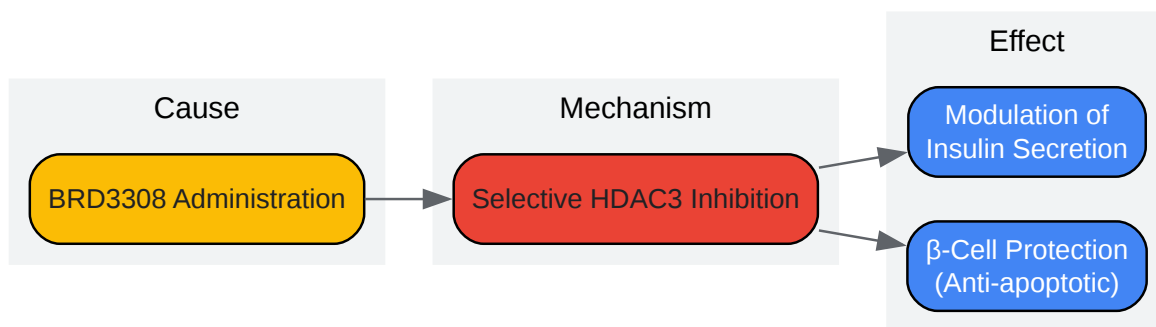 Cause
BRD3308 Administration
Mechanism
Selective HDAC3 Inhibition
Effect
Modulation of
Insulin Secretion
β-Cell Protection
(Anti-apoptotic)